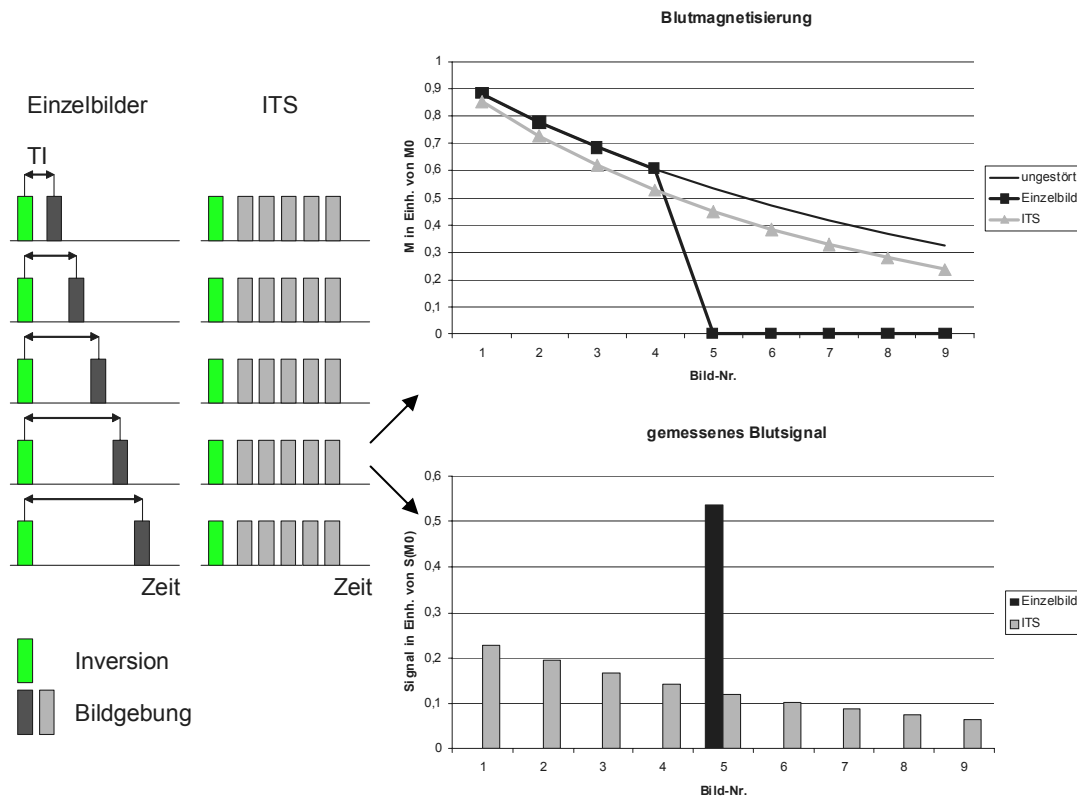 Einzelbilder
ITS
TI
Zeit
Zeit
Inversion
Bildgebung
Blutmagnetisierung
M in Einh. von M0
1
0,9
0,8
0,7
0,6
0,5
0,4
0,3
0,2
0,1
0
1 2 3 4 5 6 7 8 9
Bild-Nr.
ungestört
Einzelbild
ITS
gemessenes Blutsignal
Signal in Einh. von S(M0)
0,6
0,5
0,4
0,3
0,2
0,1
0
1 2 3 4 5 6 7 8 9
Bild-Nr.
Einzelbild
ITS